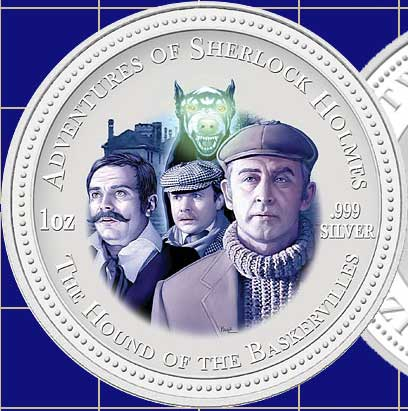 ADVENTURES OF SHERLOCK HOLMES
1oz
.999
SILVER
THE HOUND OF THE BASKERVILLES